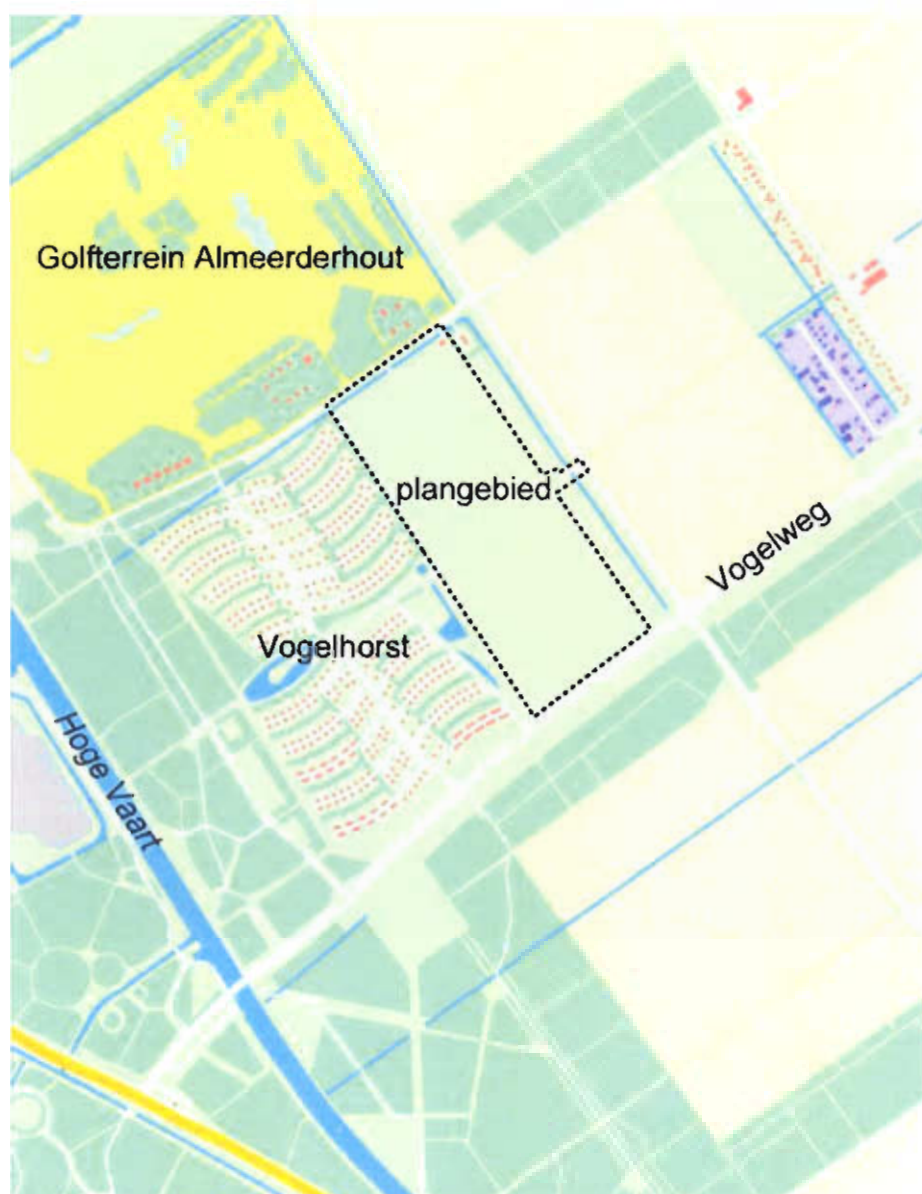 Golfterrein Almeerderhout
plangebied
Vogelweg
Vogelhorst
Hoge Vaart